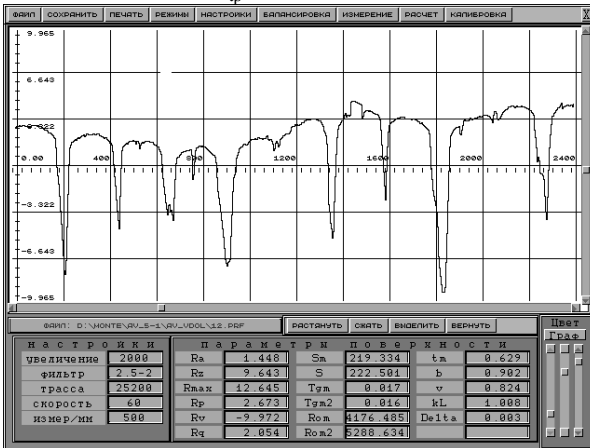 ФАЙЛ СОХРАНИТЬ ПЕЧАТЬ РЕЖИМЫ НАСТРОЙКИ БАЛАНСИРОВКА ИЗМЕРЕНИЕ РАСЧЕТ КАЛИБРОВКА X
9.965
6.643
3.322
0.00 400 800 1200 1600 2000 2400
-3.322
-6.643
-9.965
ФАЙЛ: D:\MONTE\AV_S-1\AV_VDOL\12.PRF РАСТЯНУТЬ СЖАТЬ ВЫДЕЛИТЬ ВЕРНУТЬ Цвет
Настройки Параметры поверхности Граф
увеличение 2000 Ra 1.448 Sm 219.334 tm 0.629
фильтр 2.5-2 Rz 9.643 S 222.501 b 0.902
трасса 25200 Rmax 12.645 Tgm 0.017 v 0.824
скорость 60 Rp 2.673 Tgm2 0.016 kL 1.008
измер/мм 500 Rv -9.972 Rom 4176.485 Delta 0.003
Rq 2.054 Rom2 5288.634